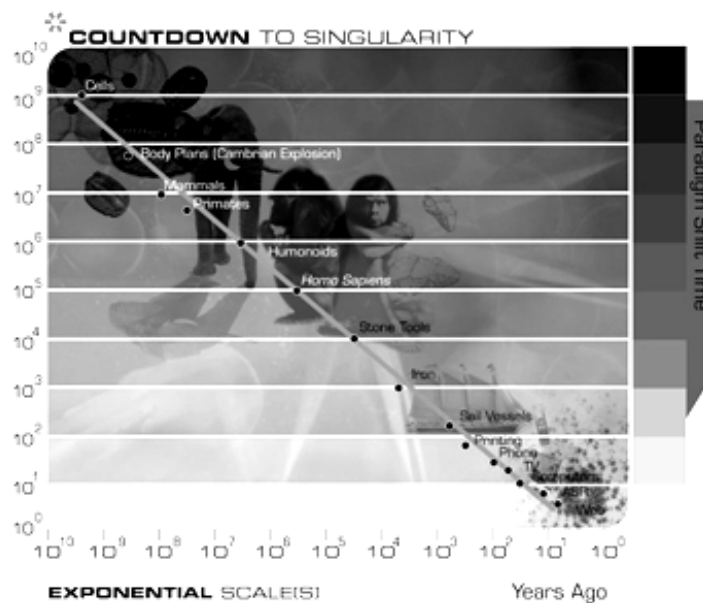 COUNTDOWN TO SINGULARITY
10^10
10^9
10^8
10^7
10^6
10^5
10^4
10^3
10^2
10^1
10^0
Cells
Body Plans (Cambrian Explosion)
Mammals
Primates
Humonoids
Homo Sapiens
Stone Tools
Iron
Sail Vessels
Printing
Phone
TV
Paradigm Shift Time
10^10 10^9 10^8 10^7 10^6 10^5 10^4 10^3 10^2 10^1 10^0
EXPONENTIAL SCALE[S] Years Ago